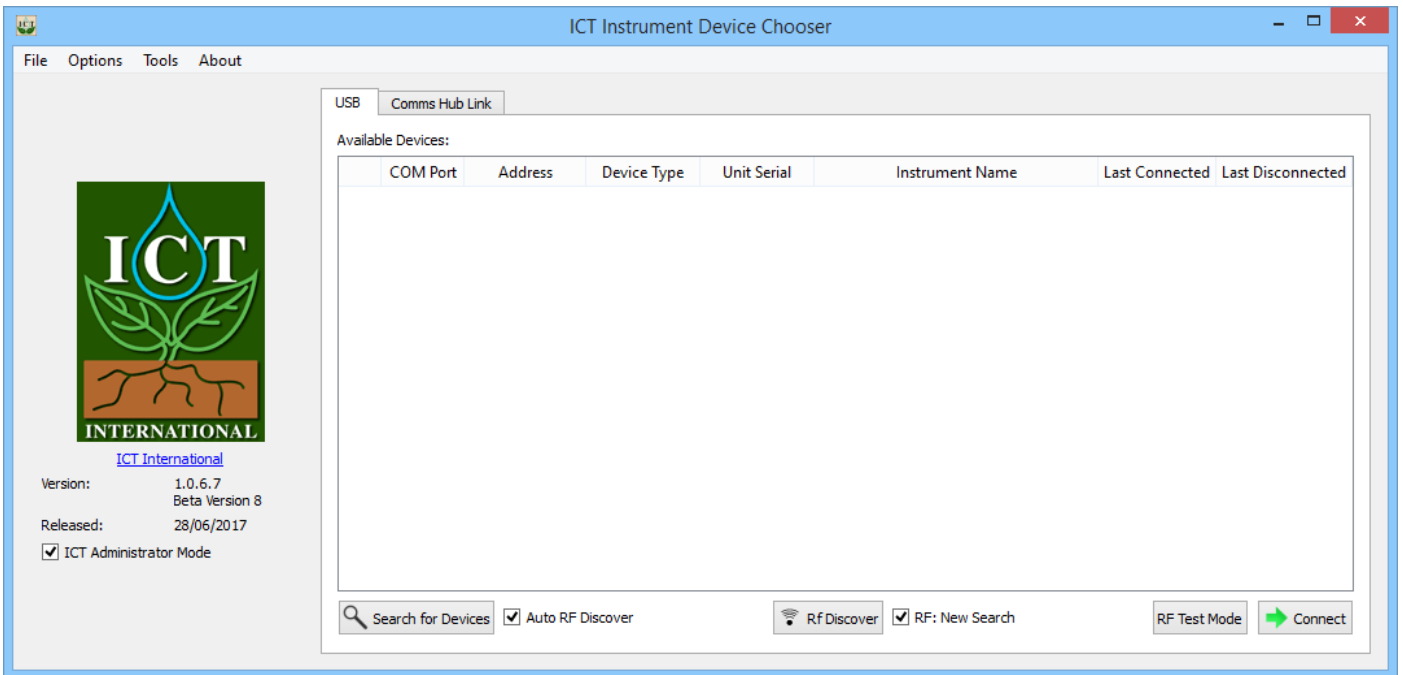 ICT Instrument Device Chooser
File Options Tools About
USB Comms Hub Link
Available Devices:
COM Port Address Device Type Unit Serial Instrument Name Last Connected Last Disconnected
ICT
INTERNATIONAL
ICT International
Version: 1.0.6.7
Beta Version 8
Released: 28/06/2017
ICT Administrator Mode
Search for Devices Auto RF Discover Rf Discover RF: New Search RF Test Mode Connect